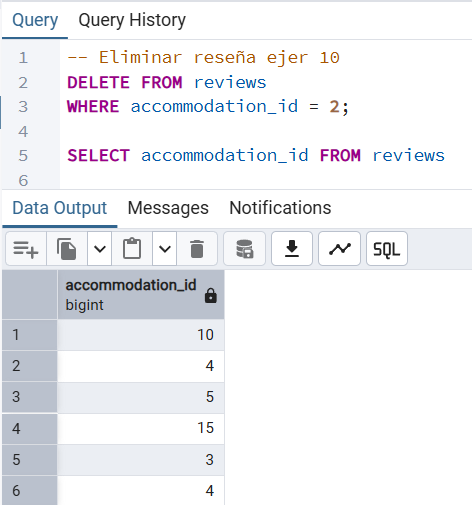 Query Query History
1 -- Eliminar reseña ejer 10
2 DELETE FROM reviews
3 WHERE accommodation_id = 2;
4
5 SELECT accommodation_id FROM reviews
6
Data Output Messages Notifications
SQL
accommodation_id
bigint
1 10
2 4
3 5
4 15
5 3
6 4